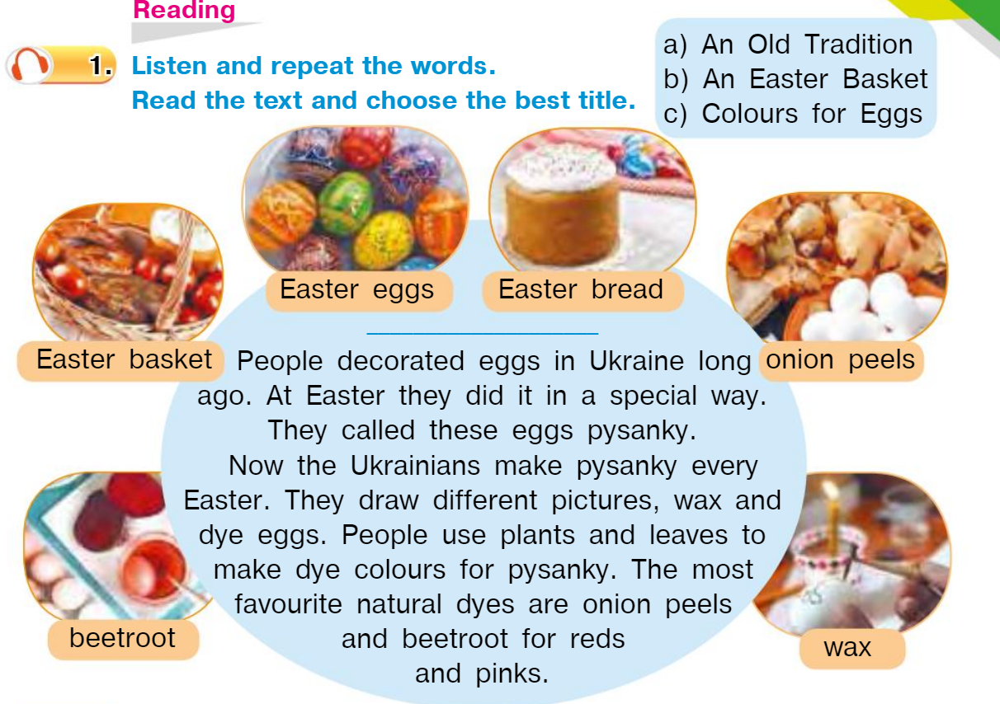 Reading
1. Listen and repeat the words.
Read the text and choose the best title.
a) An Old Tradition
b) An Easter Basket
c) Colours for Eggs
Easter eggs
Easter bread
Easter basket
onion peels
People decorated eggs in Ukraine long
ago. At Easter they did it in a special way.
They called these eggs pysanky.
Now the Ukrainians make pysanky every
Easter. They draw different pictures, wax and
dye eggs. People use plants and leaves to
make dye colours for pysanky. The most
favourite natural dyes are onion peels
and beetroot for reds
and pinks.
beetroot
wax